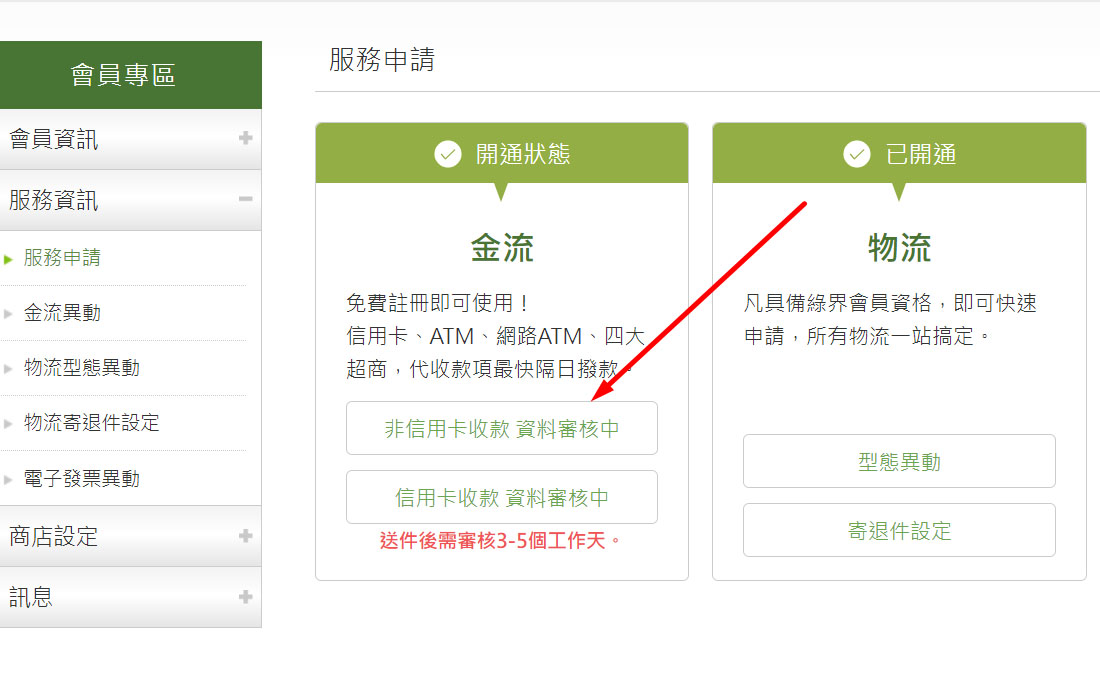 會員專區
會員資訊
服務資訊
服務申請
金流異動
物流型態異動
物流寄退件設定
電子發票異動
商店設定
訊息
服務申請
開通狀態
金流
免費註冊即可使用！
信用卡、ATM、網路ATM、四大
超商，代收款項最快隔日撥款。
非信用卡收款 資料審核中
信用卡收款 資料審核中
送件後需審核3-5個工作天。
已開通
物流
凡具備綠界會員資格，即可快速
申請，所有物流一站搞定。
型態異動
寄退件設定